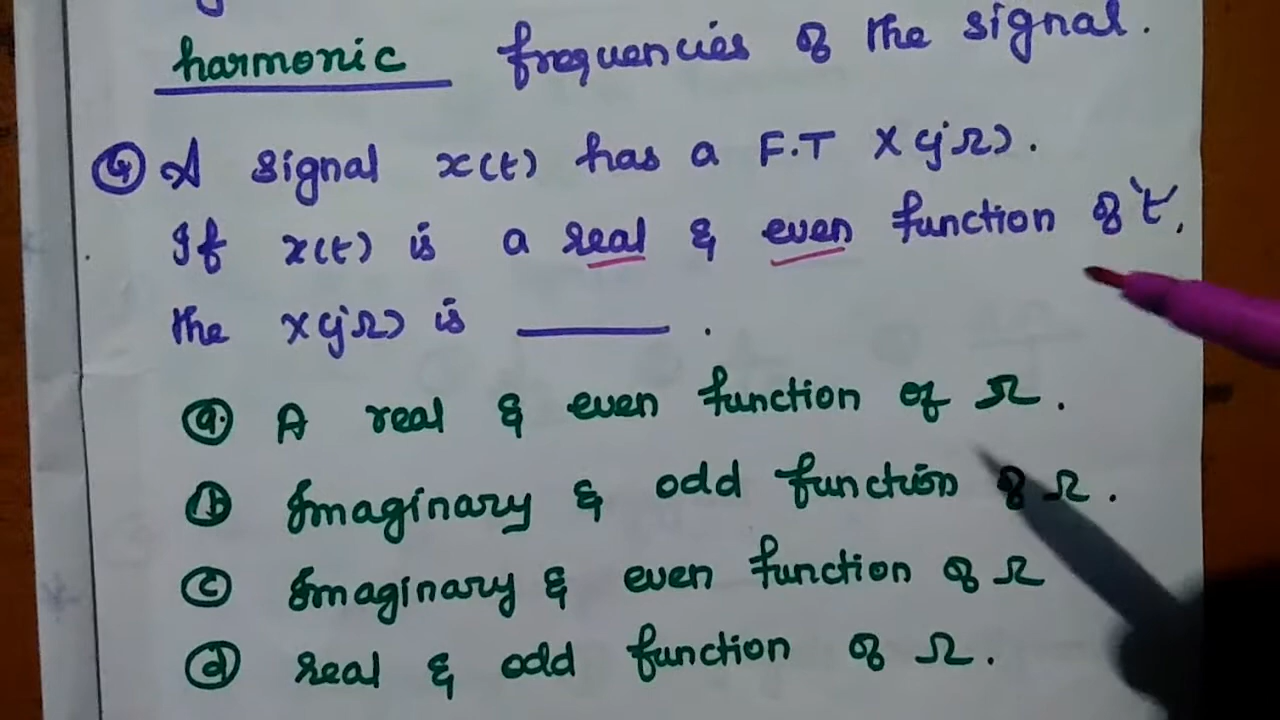 harmonic frequencies of the signal.
④ A signal x(t) has a F.T X(jΩ).
If x(t) is a real & even function of 't',
the X(jΩ) is ______ .
ⓐ A real & even function of Ω.
ⓑ Imaginary & odd function of Ω.
ⓒ Imaginary & even function of Ω
ⓓ real & odd function of Ω.